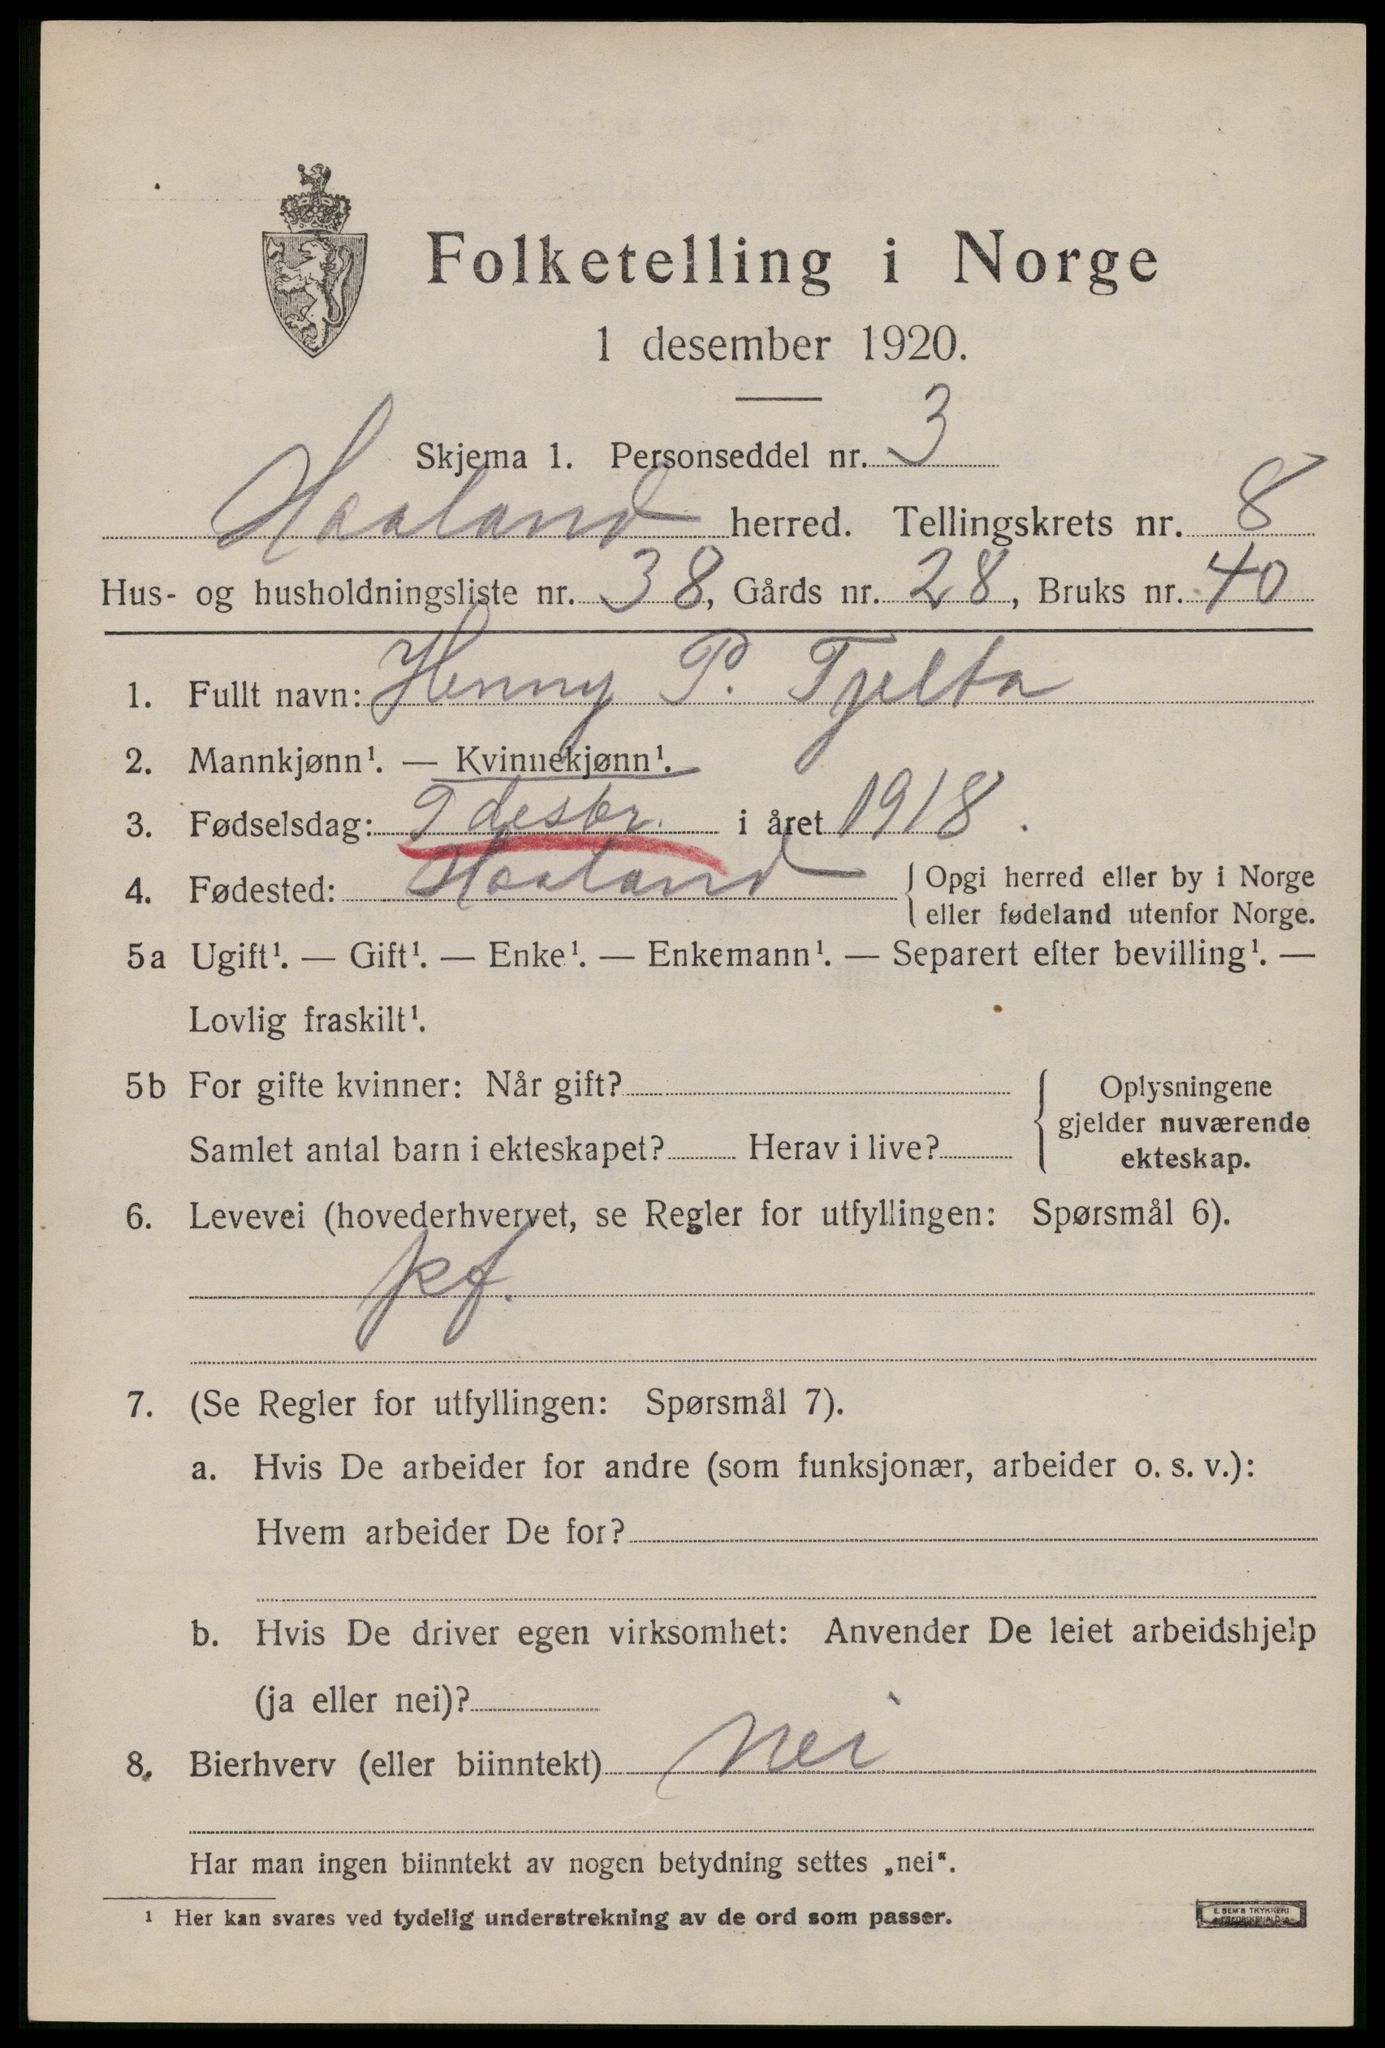 Folketelling i Norge
1 desember 1920.
Skjema 1. Personseddel nr. 3
Haaland herred. Tellingskrets nr. 8
Hus- og husholdningsliste nr. 38, Gårds nr. 28, Bruks nr. 40
1. Fullt navn: Henny P. Tjelta
2. Mannkjønn¹. — Kvinnekjønn¹.
3. Fødselsdag: 9 desbr. i året 1918.
4. Fødested: Haaland { Opgi herred eller by i Norge
eller fødeland utenfor Norge.
5a Ugift¹. — Gift¹. — Enke¹. — Enkemann¹. — Separert efter bevilling¹. —
Lovlig fraskilt¹.
5b For gifte kvinner: Når gift? { Oplysningene
gjelder nuværende
Samlet antal barn i ekteskapet? Herav i live? ekteskap.
6. Levevei (hovederhvervet, se Regler for utfyllingen: Spørsmål 6).
pf.
7. (Se Regler for utfyllingen: Spørsmål 7).
a. Hvis De arbeider for andre (som funksjonær, arbeider o. s. v.):
Hvem arbeider De for?
b. Hvis De driver egen virksomhet: Anvender De leiet arbeidshjelp
(ja eller nei)?
8. Bierhverv (eller biinntekt) nei
Har man ingen biinntekt av nogen betydning settes „nei“.
¹ Her kan svares ved tydelig understrekning av de ord som passer.
E. SEM'S TRYKKERI
FREDRIKSHALD